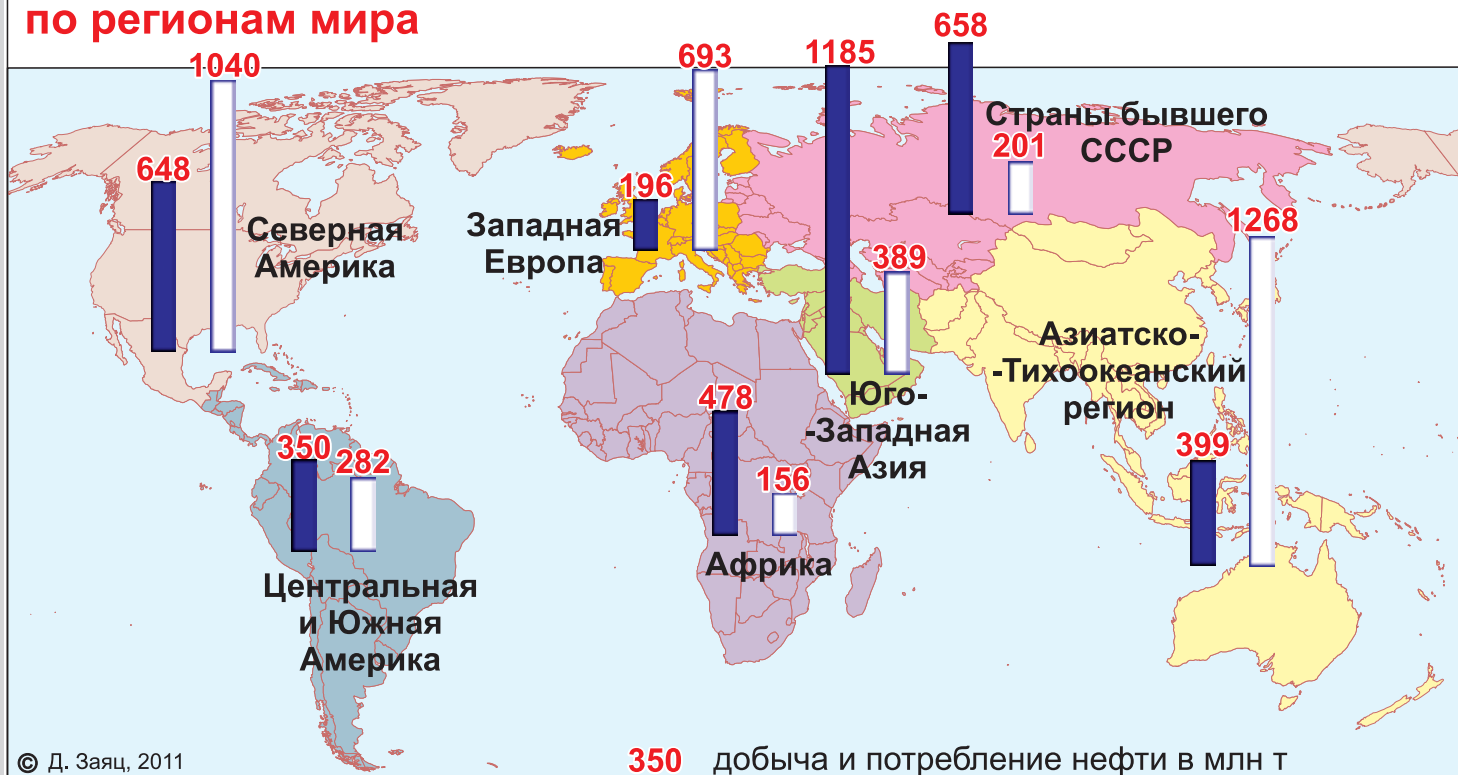 по регионам мира
1040
693
1185
658
Страны бывшего
СССР
201
648
196
Северная
Америка
Западная
Европа
389
1268
Азиатско-
-Тихоокеанский
регион
478
Юго-
-Западная
Азия
350
282
399
156
Африка
Центральная
и Южная
Америка
© Д. Заяц, 2011
350 добыча и потребление нефти в млн т